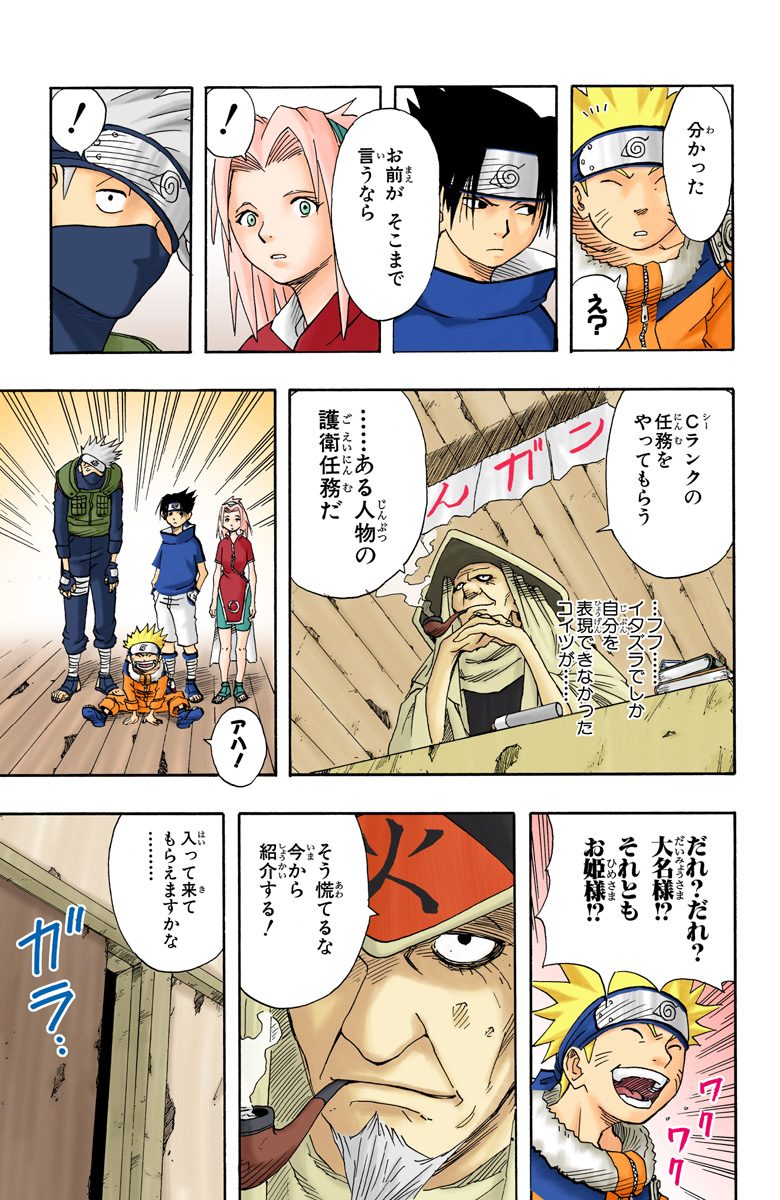 分かった
え？
お前が そこまで
言うなら
！
！
Cランクの
任務を
やってもらう
……ある人物の
護衛任務だ
んガン
…フフ……
イタズラでしか
自分を
表現できなかった
コイツが……
アハ！
だれ？だれ？
大名様!?
それとも
お姫様!?
ワク
ワク
そう慌てるな
今から
紹介する！
火
入って来て
もらえますかな
………
ガラ…